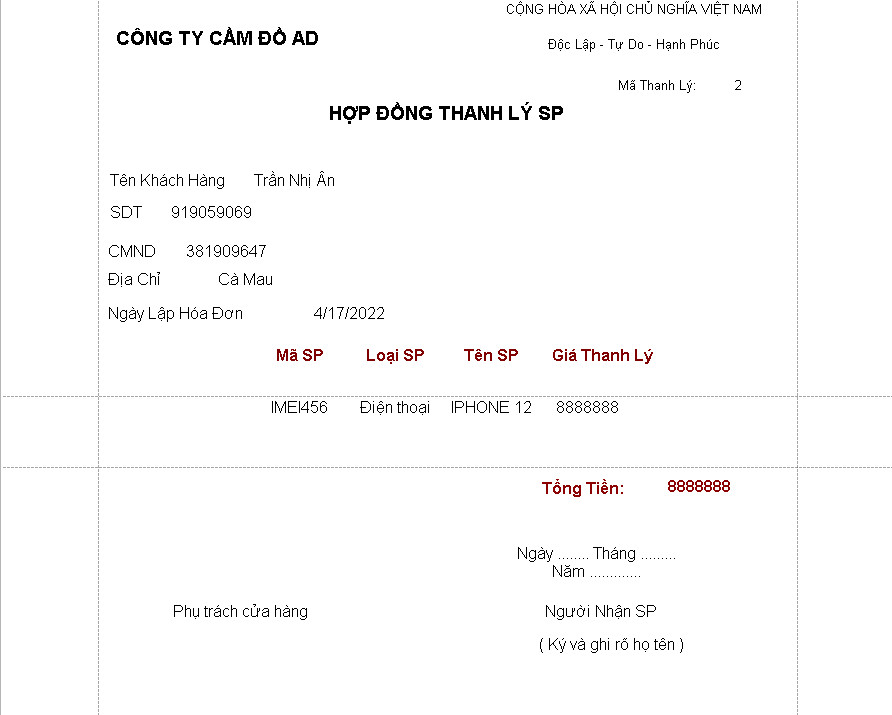 CỘNG HÒA XÃ HỘI CHỦ NGHĨA VIỆT NAM
CÔNG TY CẦM ĐỒ AD
Độc Lập - Tự Do - Hạnh Phúc
Mã Thanh Lý: 2
HỢP ĐỒNG THANH LÝ SP
Tên Khách Hàng Trần Nhị Ân
SDT 919059069
CMND 381909647
Địa Chỉ Cà Mau
Ngày Lập Hóa Đơn 4/17/2022
Mã SP Loại SP Tên SP Giá Thanh Lý
IMEI456 Điện thoại IPHONE 12 8888888
Tổng Tiền: 8888888
Ngày ........ Tháng .........
Năm .............
Phụ trách cửa hàng Người Nhận SP
( Ký và ghi rõ họ tên )